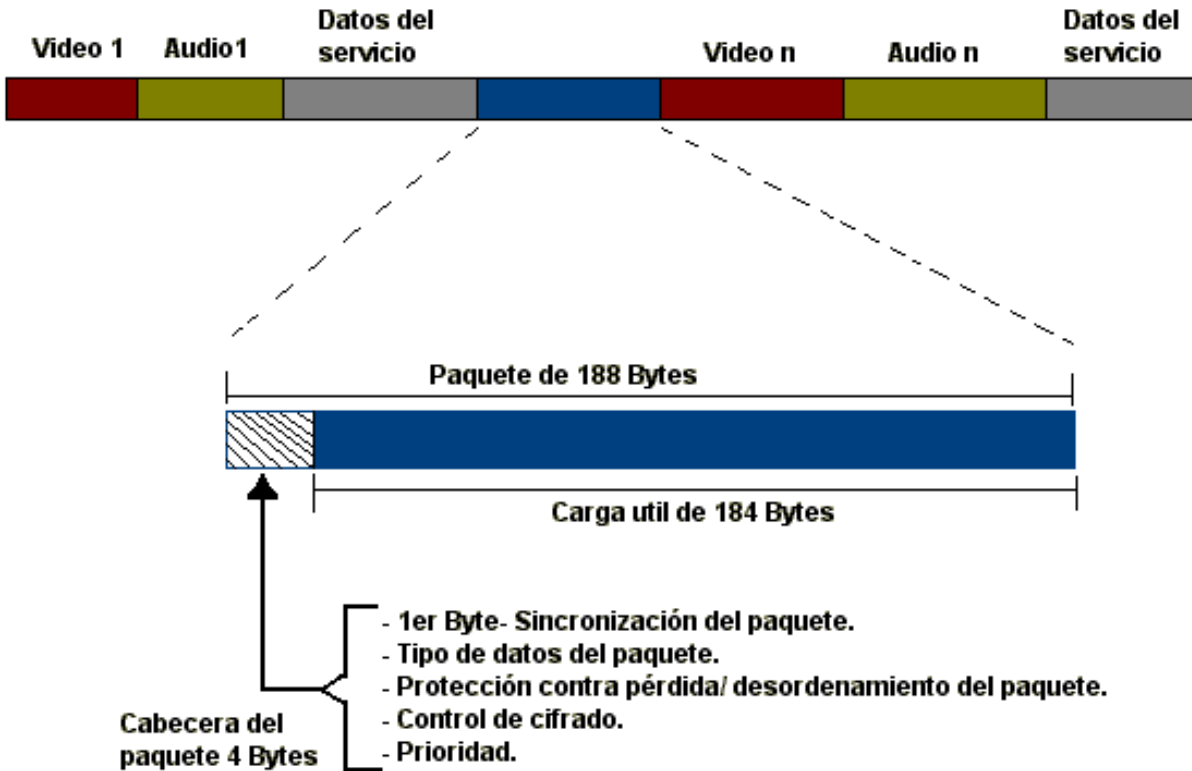 Video 1
Audio1
Datos del
servicio
Video n
Audio n
Datos del
servicio
Paquete de 188 Bytes
Carga util de 184 Bytes
- 1er Byte- Sincronización del paquete.
- Tipo de datos del paquete.
- Protección contra pérdida/ desordenamiento del paquete.
- Control de cifrado.
- Prioridad.
Cabecera del
paquete 4 Bytes